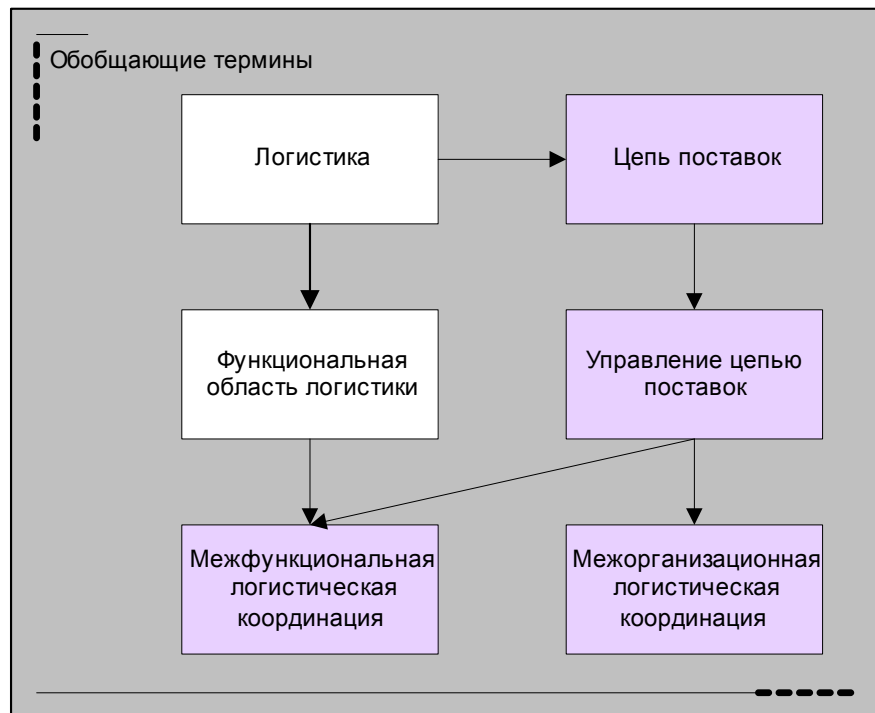 Обобщающие термины
Логистика
Цепь поставок
Функциональная
область логистики
Управление цепью
поставок
Межфункциональная
логистическая
координация
Межорганизационная
логистическая
координация